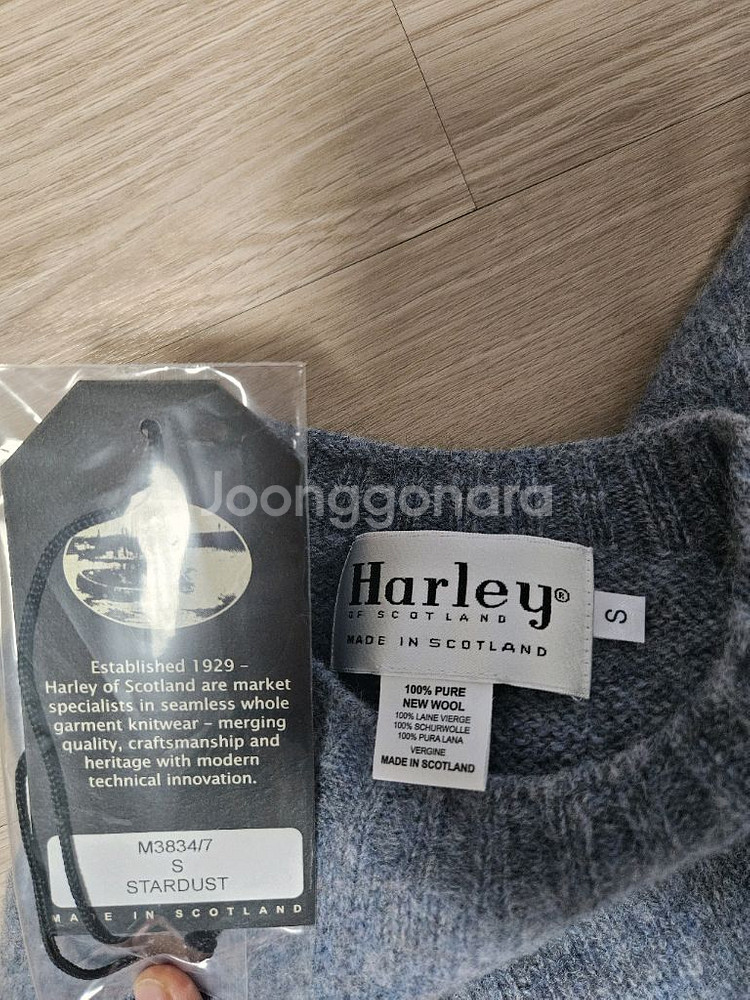 Joonggonara
Established 1929 –
Harley of Scotland are market
specialists in seamless whole
garment knitwear – merging
quality, craftsmanship and
heritage with modern
technical innovation.
M3834/7
S
STARDUST
MADE IN SCOTLAND
Harley®
OF SCOTLAND
MADE IN SCOTLAND
S
100% PURE
NEW WOOL
100% LAINE VIERGE
100% SCHURWOLLE
100% PURA LANA
VERGINE
MADE IN SCOTLAND